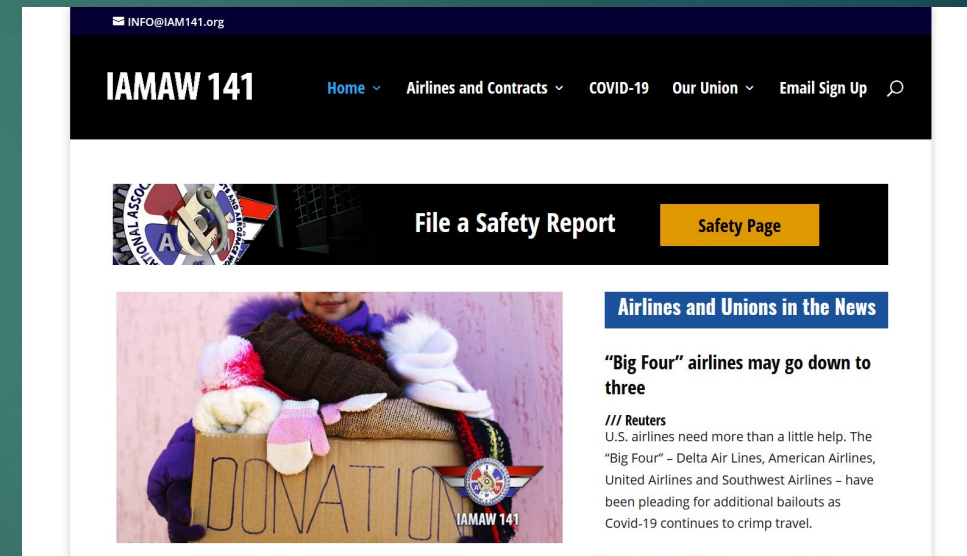 INFO@IAM141.org
IAMAW 141
Home
Airlines and Contracts
COVID-19
Our Union
Email Sign Up
File a Safety Report
Safety Page
DONATION
IAMAW 141
Airlines and Unions in the News
“Big Four” airlines may go down to
three
/// Reuters
U.S. airlines need more than a little help. The
“Big Four” – Delta Air Lines, American Airlines,
United Airlines and Southwest Airlines – have
been pleading for additional bailouts as
Covid-19 continues to crimp travel.